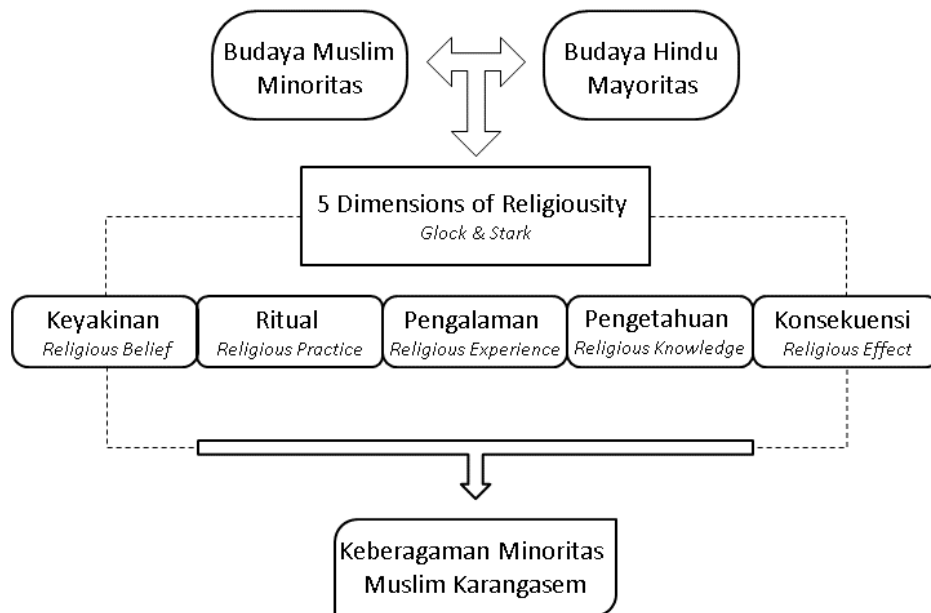 Budaya Muslim
Minoritas
Budaya Hindu
Mayoritas
5 Dimensions of Religiousity
Glock & Stark
Keyakinan
Religious Belief
Ritual
Religious Practice
Pengalaman
Religious Experience
Pengetahuan
Religious Knowledge
Konsekuensi
Religious Effect
Keberagaman Minoritas
Muslim Karangasem